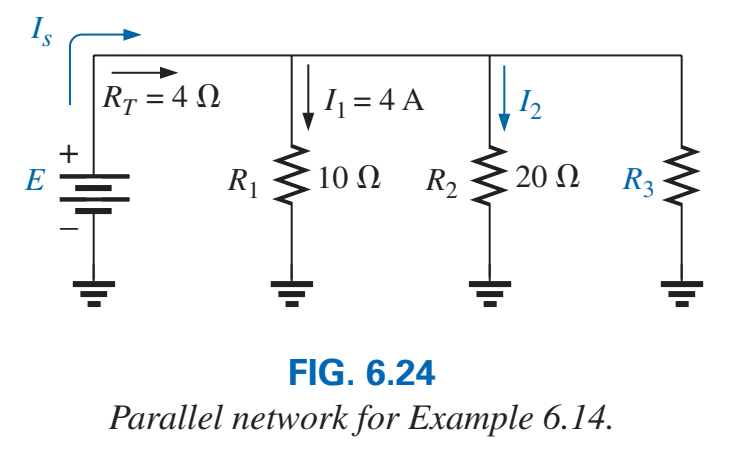 I_s
R_T = 4 Ω
I_1 = 4 A
I_2
+
E
R_1
10 Ω
R_2
20 Ω
R_3
–
FIG. 6.24
Parallel network for Example 6.14.